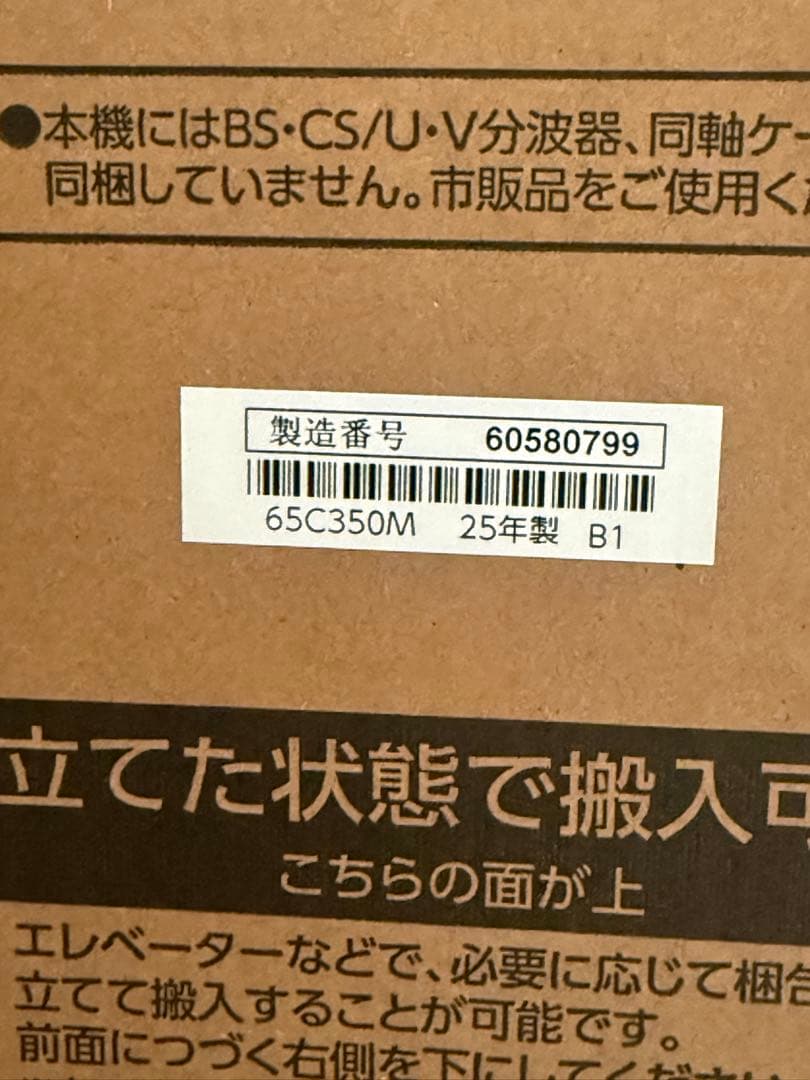 ●本機にはBS・CS/U・V分波器、同軸ケー
同梱していません。市販品をご使用く
製造番号 60580799
65C350M 25年製 B1
立てた状態で搬入可
こちらの面が上
エレベーターなどで、必要に応じて梱包
立てて搬入することが可能です。
前面につづく右側を下にしてください